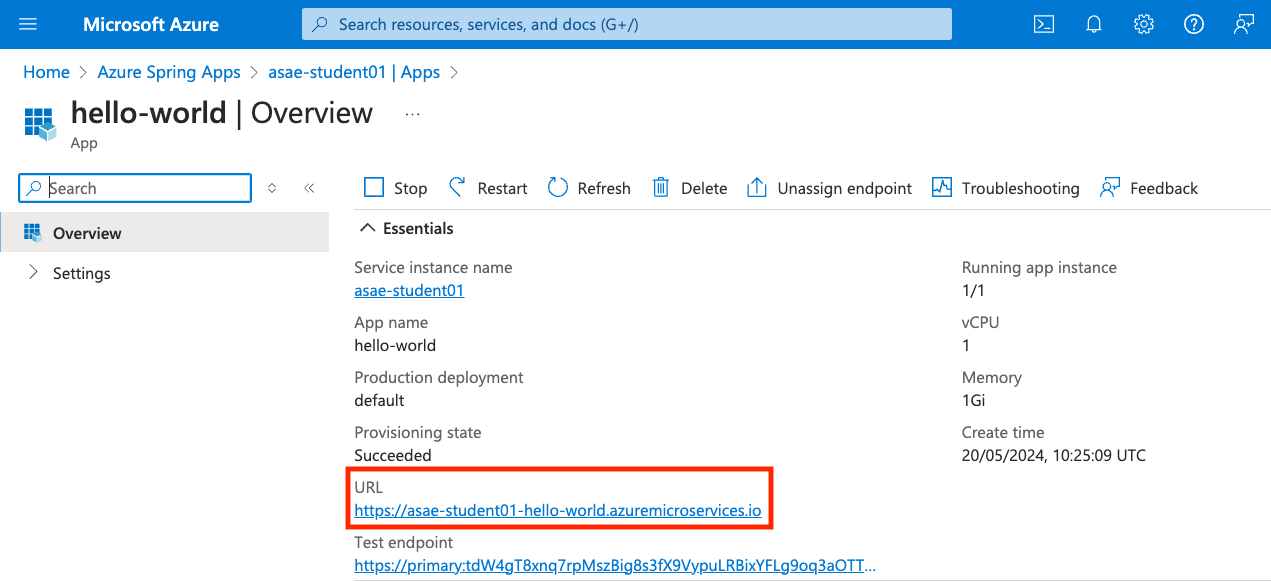 Microsoft Azure
Search resources, services, and docs (G+/)
Home > Azure Spring Apps > asae-student01 | Apps >
hello-world | Overview ...
App
Search
Stop Restart Refresh Delete Unassign endpoint Troubleshooting Feedback
Overview
Settings
Essentials
Service instance name
asae-student01
App name
hello-world
Production deployment
default
Provisioning state
Succeeded
URL
https://asae-student01-hello-world.azuremicroservices.io
Test endpoint
https://primary:tdW4gT8xnq7rpMszBig8s3fX9VypuLRBixYFLg9oq3aOTT...
Running app instance
1/1
vCPU
1
Memory
1Gi
Create time
20/05/2024, 10:25:09 UTC